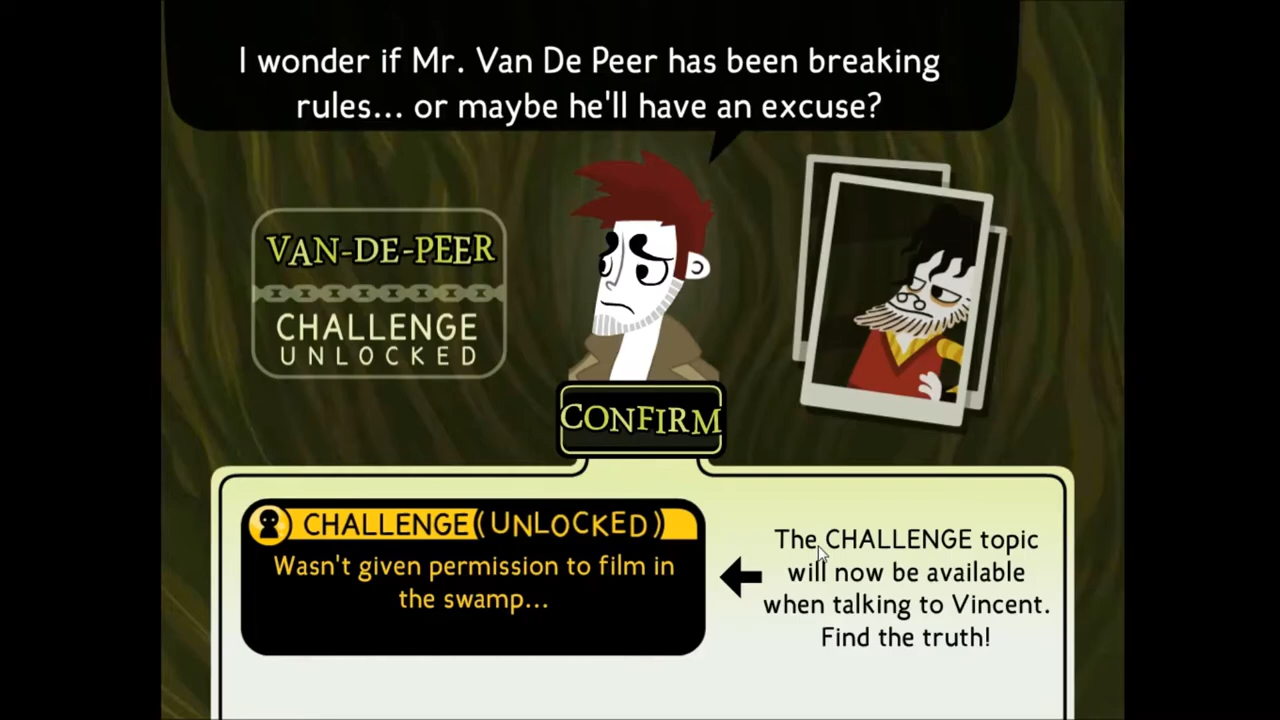 I wonder if Mr. Van De Peer has been breaking
rules... or maybe he'll have an excuse?
VAN-DE-PEER
CHALLENGE
UNLOCKED
CONFIRM
CHALLENGE(UNLOCKED)
Wasn't given permission to film in
the swamp...
The CHALLENGE topic
will now be available
when talking to Vincent.
Find the truth!